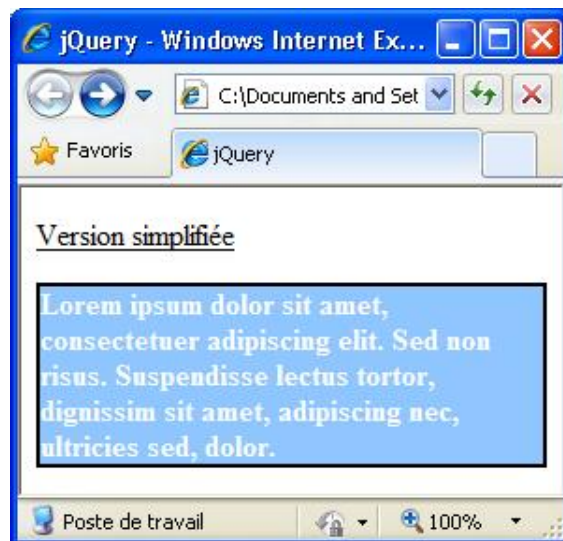 jQuery - Windows Internet Ex...
C:\Documents and Set
Favoris
jQuery
Version simplifiée
Lorem ipsum dolor sit amet,
consectetuer adipiscing elit. Sed non
risus. Suspendisse lectus tortor,
dignissim sit amet, adipiscing nec,
ultricies sed, dolor.
Poste de travail
100%